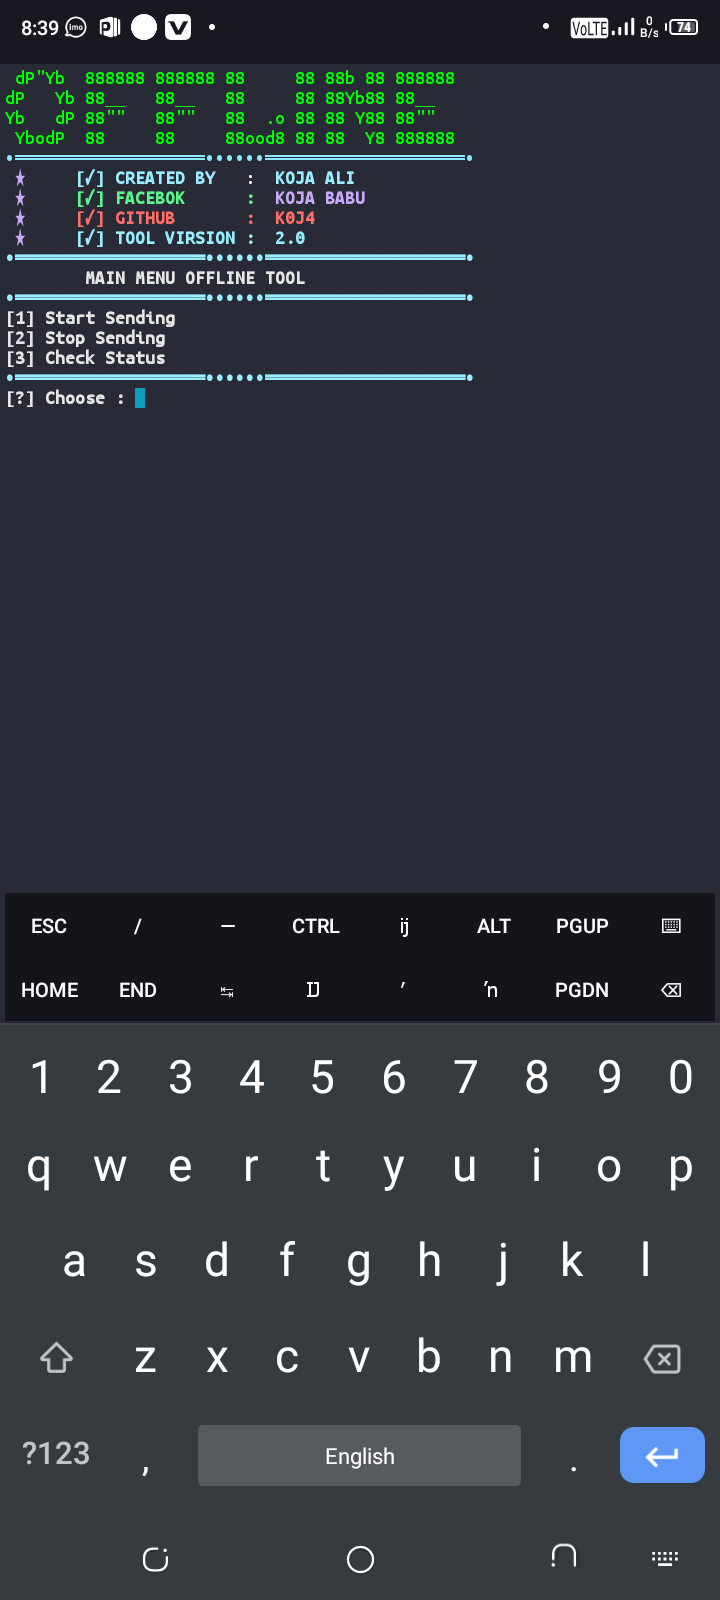 8:39 imo V VoLTE 0 B/s 74
dP"Yb  888888 888888 88     88 88b 88 888888
dP   Yb 88__   88__   88     88 88Yb88 88__
Yb   dP 88""   88""   88  .o 88 88 Y88 88""
YbodP  88     88     88ood8 88 88  Y8 888888
[✓] CREATED BY : KOJA ALI
[✓] FACEBOK : KOJA BABU
[✓] GITHUB : K0J4
[✓] TOOL VIRSION : 2.0
MAIN MENU OFFLINE TOOL
[1] Start Sending
[2] Stop Sending
[3] Check Status
[?] Choose :
ESC / — CTRL ij ALT PGUP
HOME END ↹ IJ ′ ŉ PGDN
1 2 3 4 5 6 7 8 9 0
q w e r t y u i o p
a s d f g h j k l
z x c v b n m
?123 , English .